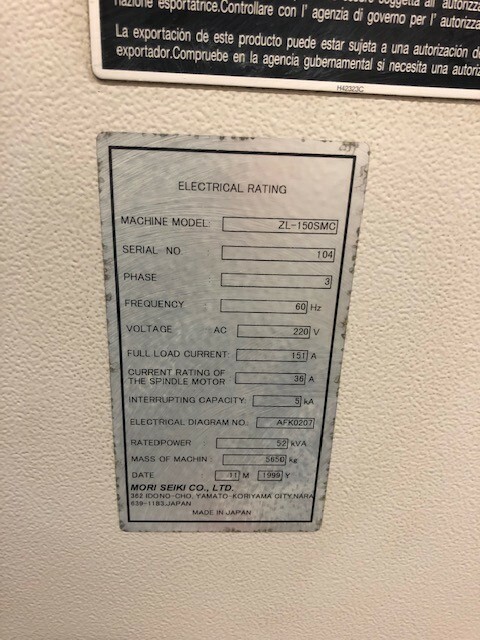 nazione esportatrice.Controllare con l' agenzia di governo per l' autorizza
La exportación de este producto puede estar sujeta a una autorización d
exportador.Compruebe en la agencia gubernamental si necesita una autoriz
H42323C
ELECTRICAL RATING
MACHINE MODEL ZL-150SMC
SERIAL NO. 104
PHASE 3
FREQUENCY 60 Hz
VOLTAGE AC 220 V
FULL LOAD CURRENT 151 A
CURRENT RATING OF
THE SPINDLE MOTOR 36 A
INTERRUPTING CAPACITY 5 kA
ELECTRICAL DIAGRAM NO. AFK0207
RATEDPOWER 52 kVA
MASS OF MACHIN 5650 kg
DATE 11 M 1999 Y
MORI SEIKI CO., LTD.
362 IDONO-CHO, YAMATO-KORIYAMA CITY,NARA
639-1183,JAPAN
MADE IN JAPAN